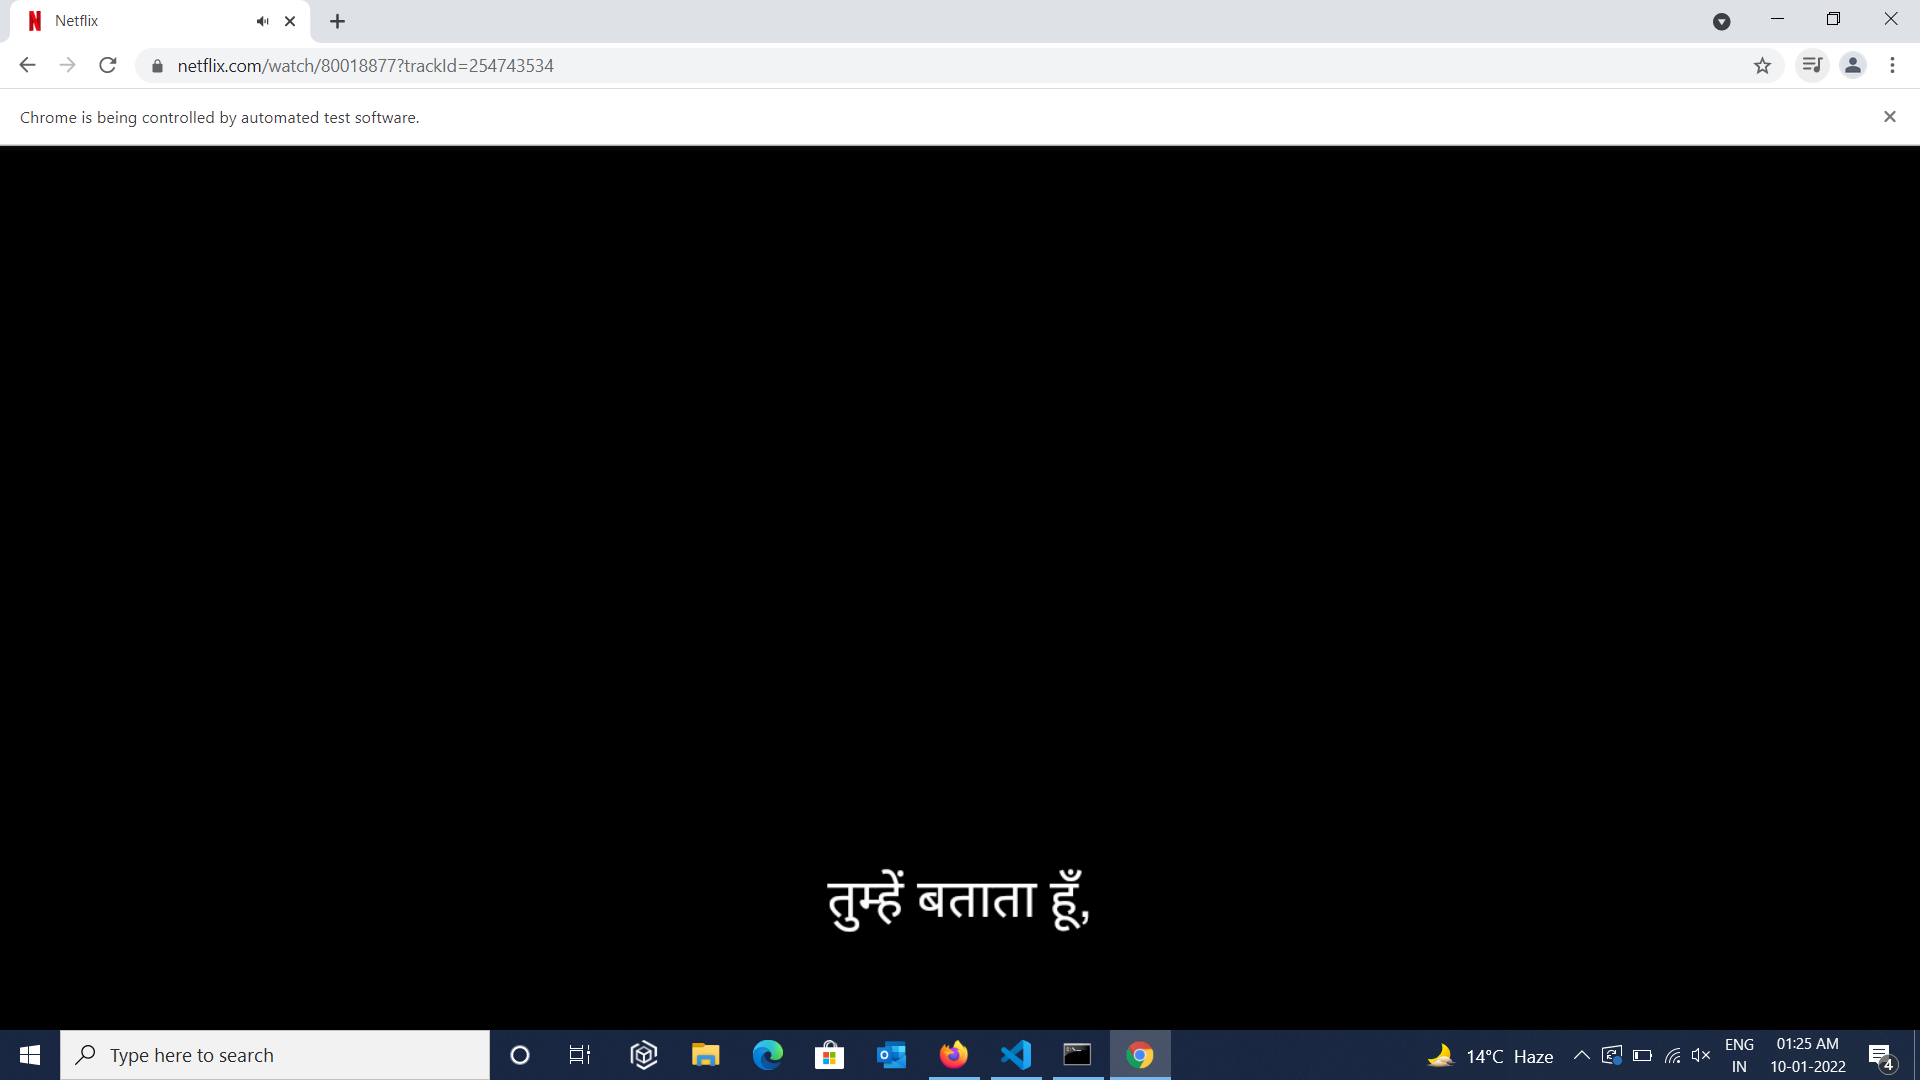 Netflix
netflix.com/watch/80018877?trackId=254743534
Chrome is being controlled by automated test software.
तुम्हें बताता हूँ,
Type here to search
14°C Haze
ENG
IN
01:25 AM
10-01-2022
4